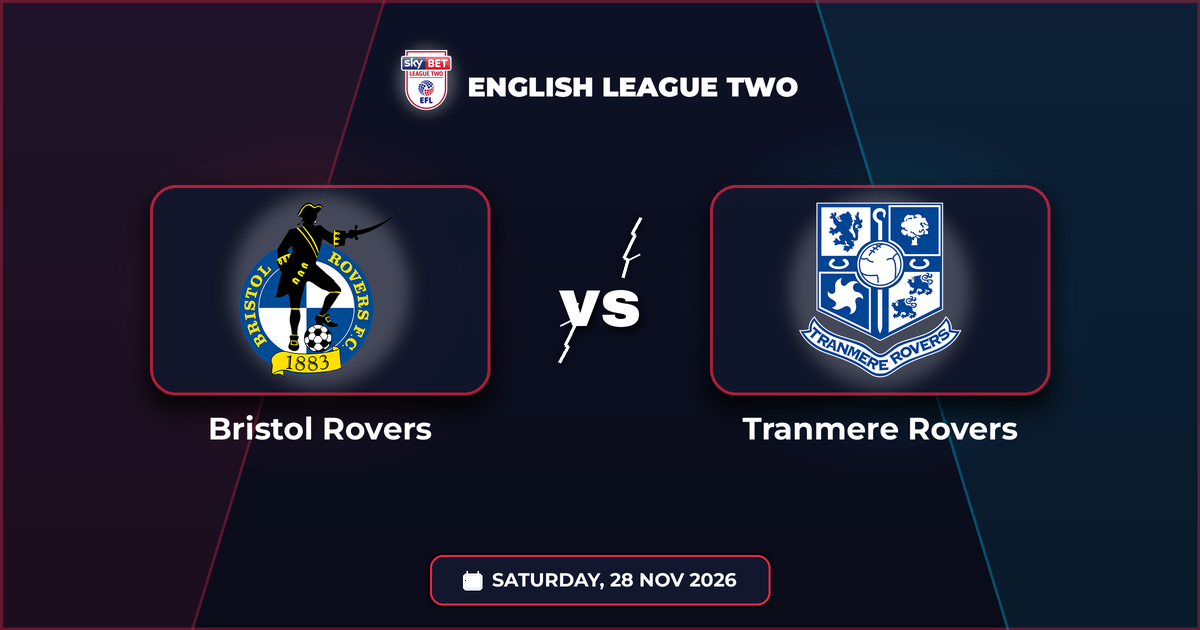 sky BET
LEAGUE TWO
EFL
ENGLISH LEAGUE TWO
BRISTOL ROVERS F.C
1883
VS
TRANMERE ROVERS
Bristol Rovers
Tranmere Rovers
SATURDAY, 28 NOV 2026